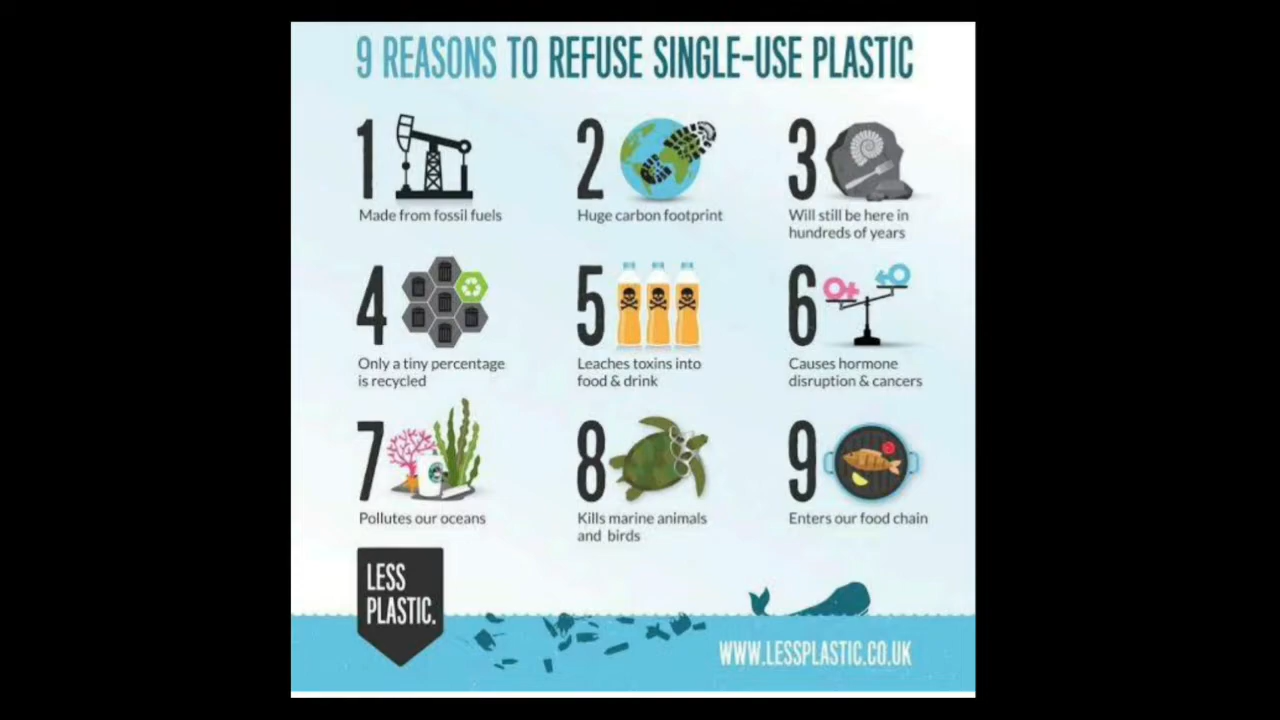 9 REASONS TO REFUSE SINGLE-USE PLASTIC
1
Made from fossil fuels
2
Huge carbon footprint
3
Will still be here in
hundreds of years
4
Only a tiny percentage
is recycled
5
Leaches toxins into
food & drink
6
Causes hormone
disruption & cancers
7
Pollutes our oceans
8
Kills marine animals
and birds
9
Enters our food chain
LESS
PLASTIC.
WWW.LESSPLASTIC.CO.UK